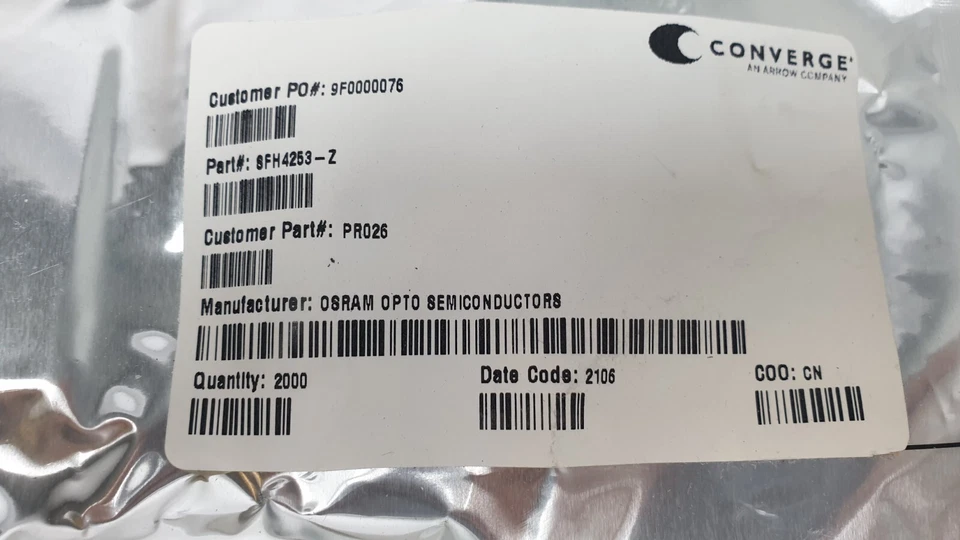 CONVERGE
AN ARROW COMPANY
Customer PO#: 9F0000076
Part#: SFH4253-Z
Customer Part#: PR026
Manufacturer: OSRAM OPTO SEMICONDUCTORS
Quantity: 2000
Date Code: 2106
COO: CN